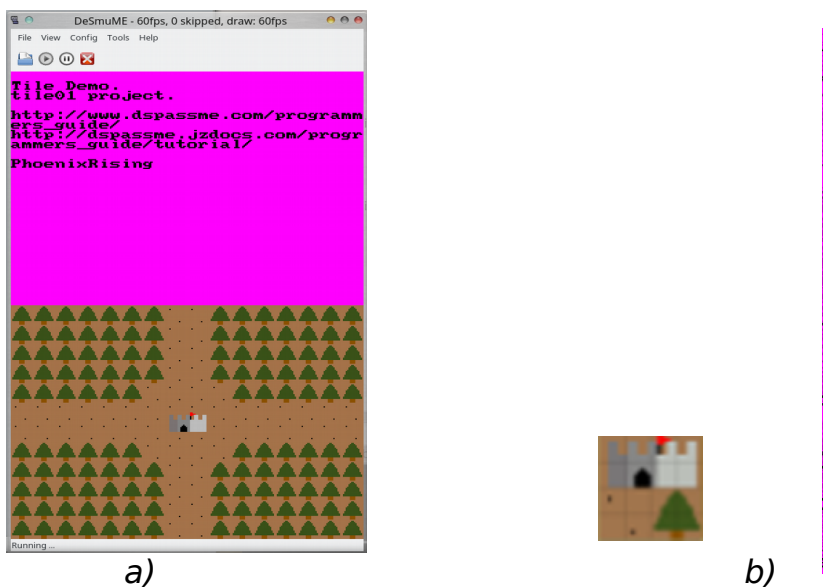 DeSmuME - 60fps, 0 skipped, draw: 60fps
File View Config Tools Help
Tile Demo.
tile01 project.
http://www.dspassme.com/programm
ers_guide/
http://dspassme.jzdocs.com/progr
ammers_guide/tutorial/
PhoenixRising
Running ...
a)
b)